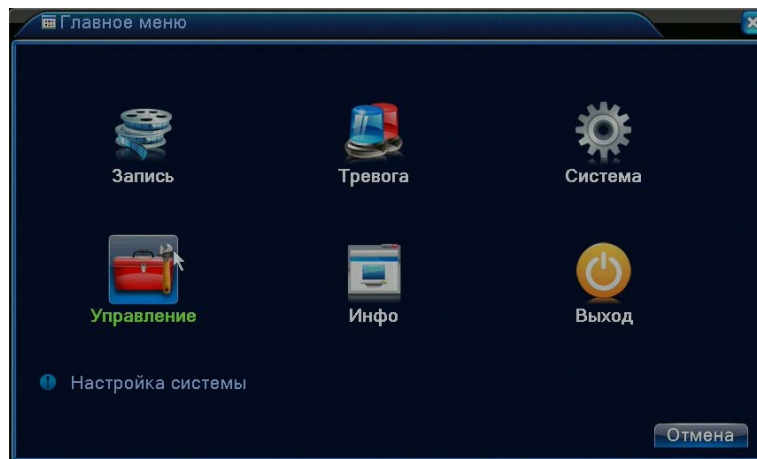 Главное меню
Запись
Тревога
Система
Управление
Инфо
Выход
Настройка системы
Отмена